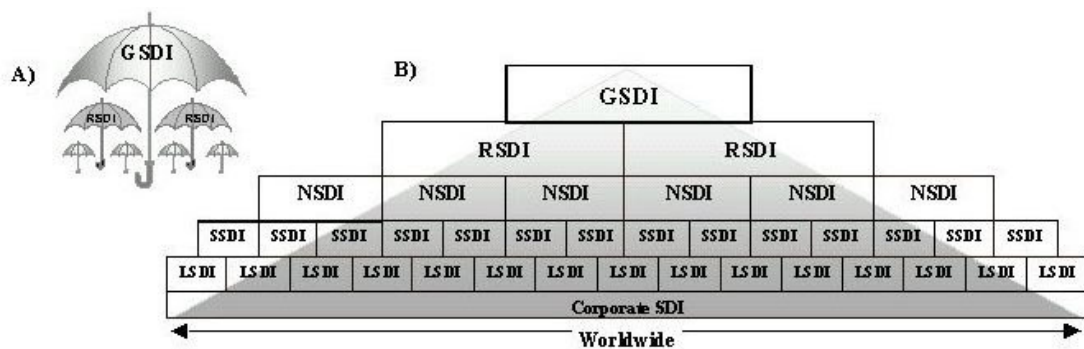 A)
GSDI
RSDI RSDI
B)
GSDI
RSDI RSDI
NSDI NSDI NSDI NSDI NSDI NSDI
SSDI SSDI SSDI SSDI SSDI SSDI SSDI SSDI SSDI SSDI SSDI SSDI SSDI SSDI
LSDI LSDI LSDI LSDI LSDI LSDI LSDI LSDI LSDI LSDI LSDI LSDI LSDI LSDI LSDI
Corporate SDI
Worldwide